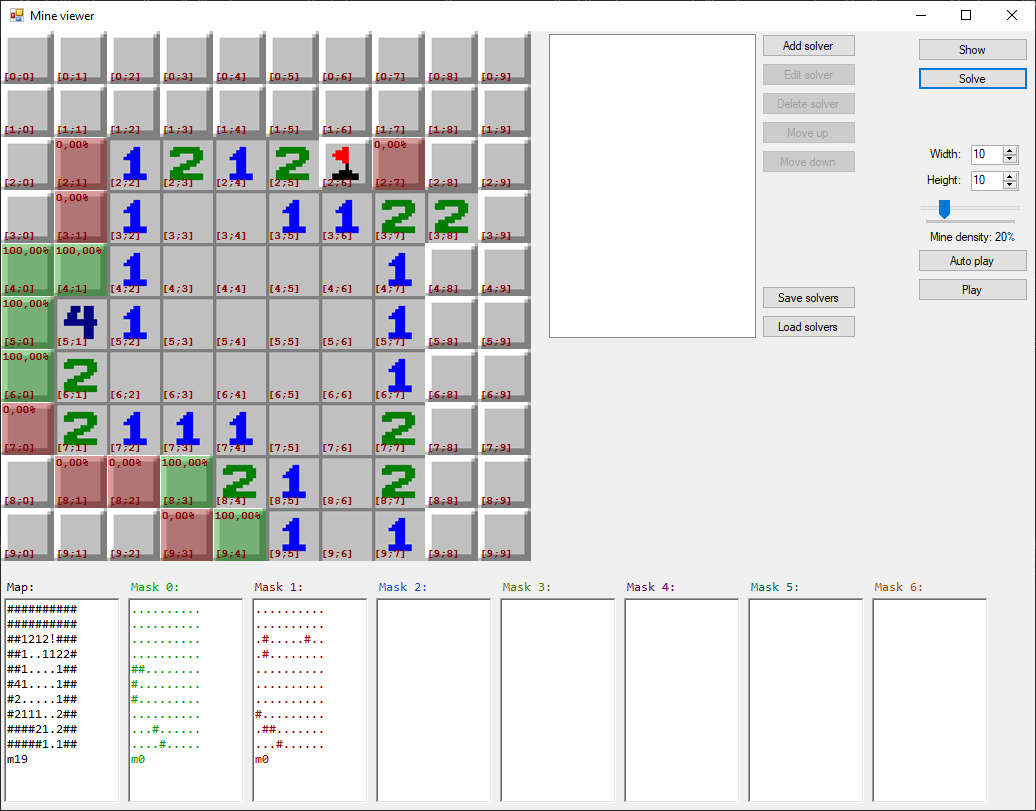 Mine viewer
[0;0] [0;1] [0;2] [0;3] [0;4] [0;5] [0;6] [0;7] [0;8] [0;9]
[1;0] [1;1] [1;2] [1;3] [1;4] [1;5] [1;6] [1;7] [1;8] [1;9]
0,00% 1 2 1 2 1 0,00%
[2;0] [2;1] [2;2] [2;3] [2;4] [2;5] [2;6] [2;7] [2;8] [2;9]
0,00% 1 1 1 2 2
[3;0] [3;1] [3;2] [3;3] [3;4] [3;5] [3;6] [3;7] [3;8] [3;9]
100,00% 100,00% 1 1
[4;0] [4;1] [4;2] [4;3] [4;4] [4;5] [4;6] [4;7] [4;8] [4;9]
100,00% 4 1 1
[5;0] [5;1] [5;2] [5;3] [5;4] [5;5] [5;6] [5;7] [5;8] [5;9]
100,00% 2 1
[6;0] [6;1] [6;2] [6;3] [6;4] [6;5] [6;6] [6;7] [6;8] [6;9]
0,00% 2 1 1 1 2
[7;0] [7;1] [7;2] [7;3] [7;4] [7;5] [7;6] [7;7] [7;8] [7;9]
0,00% 0,00% 100,00% 2 1 2
[8;0] [8;1] [8;2] [8;3] [8;4] [8;5] [8;6] [8;7] [8;8] [8;9]
0,00% 100,00% 1 1
[9;0] [9;1] [9;2] [9;3] [9;4] [9;5] [9;6] [9;7] [9;8] [9;9]
Add solver
Edit solver
Delete solver
Move up
Move down
Save solvers
Load solvers
Show
Solve
Width: 10
Height: 10
Mine density: 20%
Auto play
Play
Map:
##########
##########
##1212!###
##1..1122#
##1....1##
#41....1##
#2.....1##
#2111..2##
####21.2##
#####1.1##
m19
Mask 0:
..........
..........
..........
..........
##........
#.........
#.........
..........
...#......
....#.....
m0
Mask 1:
..........
..........
.#.....#..
.#........
..........
..........
..........
#.........
.##.......
...#......
m0
Mask 2:
Mask 3:
Mask 4:
Mask 5:
Mask 6: